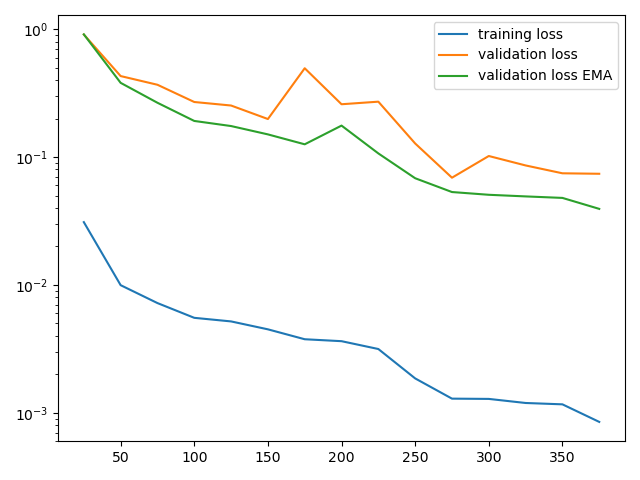 10⁰
10⁻¹
10⁻²
10⁻³
training loss
validation loss
validation loss EMA
50 100 150 200 250 300 350